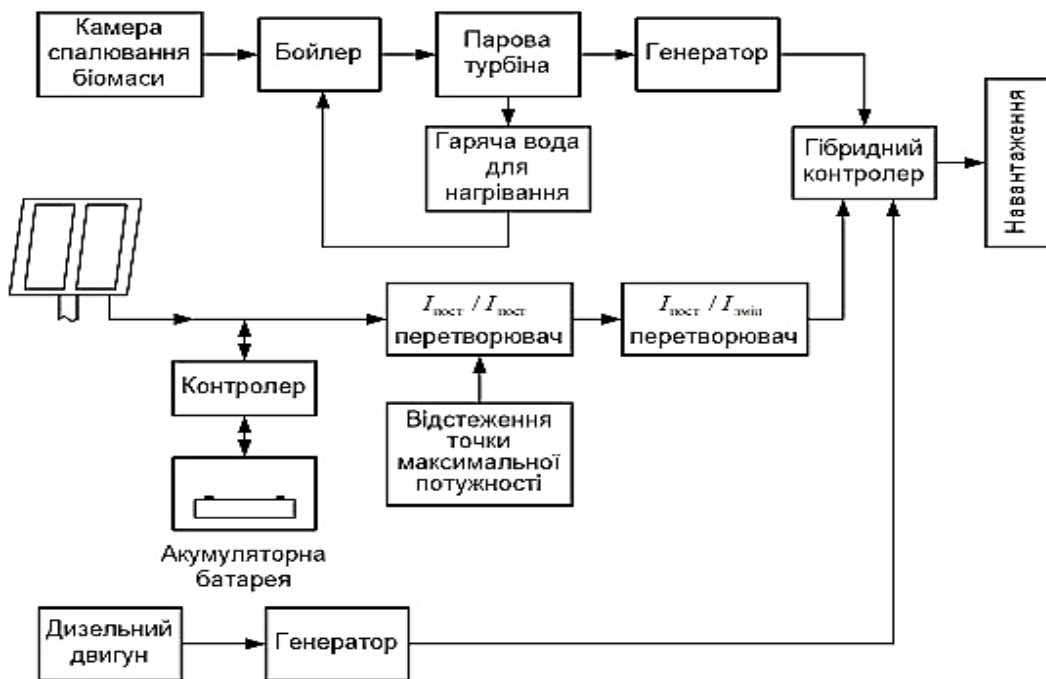 Камера
спалювання
біомаси
Бойлер
Парова
турбіна
Генератор
Гаряча вода
для
нагрівання
Гібридний
контролер
Навантаження
Iпост / Iпост
перетворювач
Iпост / Iзмін
перетворювач
Контролер
Відстеження
точки
максимальної
потужності
Акумуляторна
батарея
Дизельний
двигун
Генератор